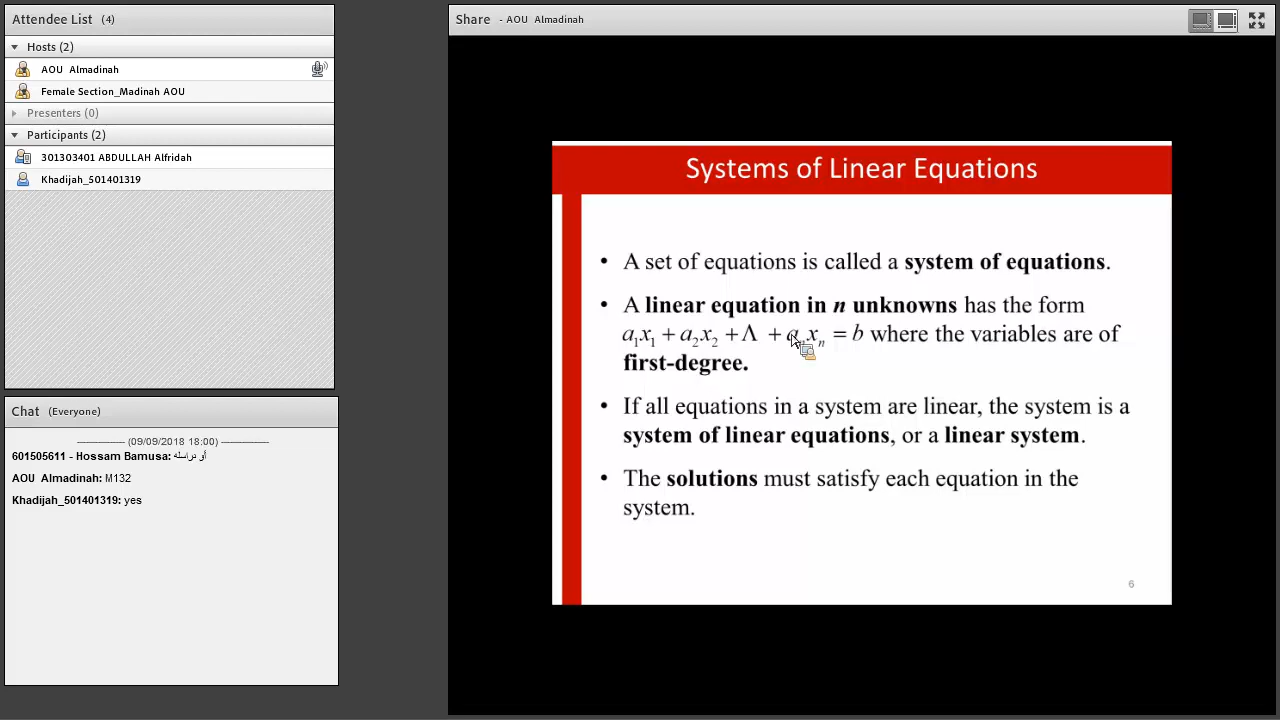 Attendee List (4)
Hosts (2)
AOU Almadinah
Female Section_Madinah AOU
Presenters (0)
Participants (2)
301303401 ABDULLAH Alfridah
Khadijah_501401319
Chat (Everyone)
------------------ (09/09/2018 18:00) ------------------
601505611 - Hossam Bamusa: أو دراسله
AOU Almadinah: M132
Khadijah_501401319: yes
Share - AOU Almadinah
Systems of Linear Equations
• A set of equations is called a system of equations.
• A linear equation in n unknowns has the form
a₁x₁ + a₂x₂ + Λ + aₙxₙ = b where the variables are of
first-degree.
• If all equations in a system are linear, the system is a
system of linear equations, or a linear system.
• The solutions must satisfy each equation in the
system.
6